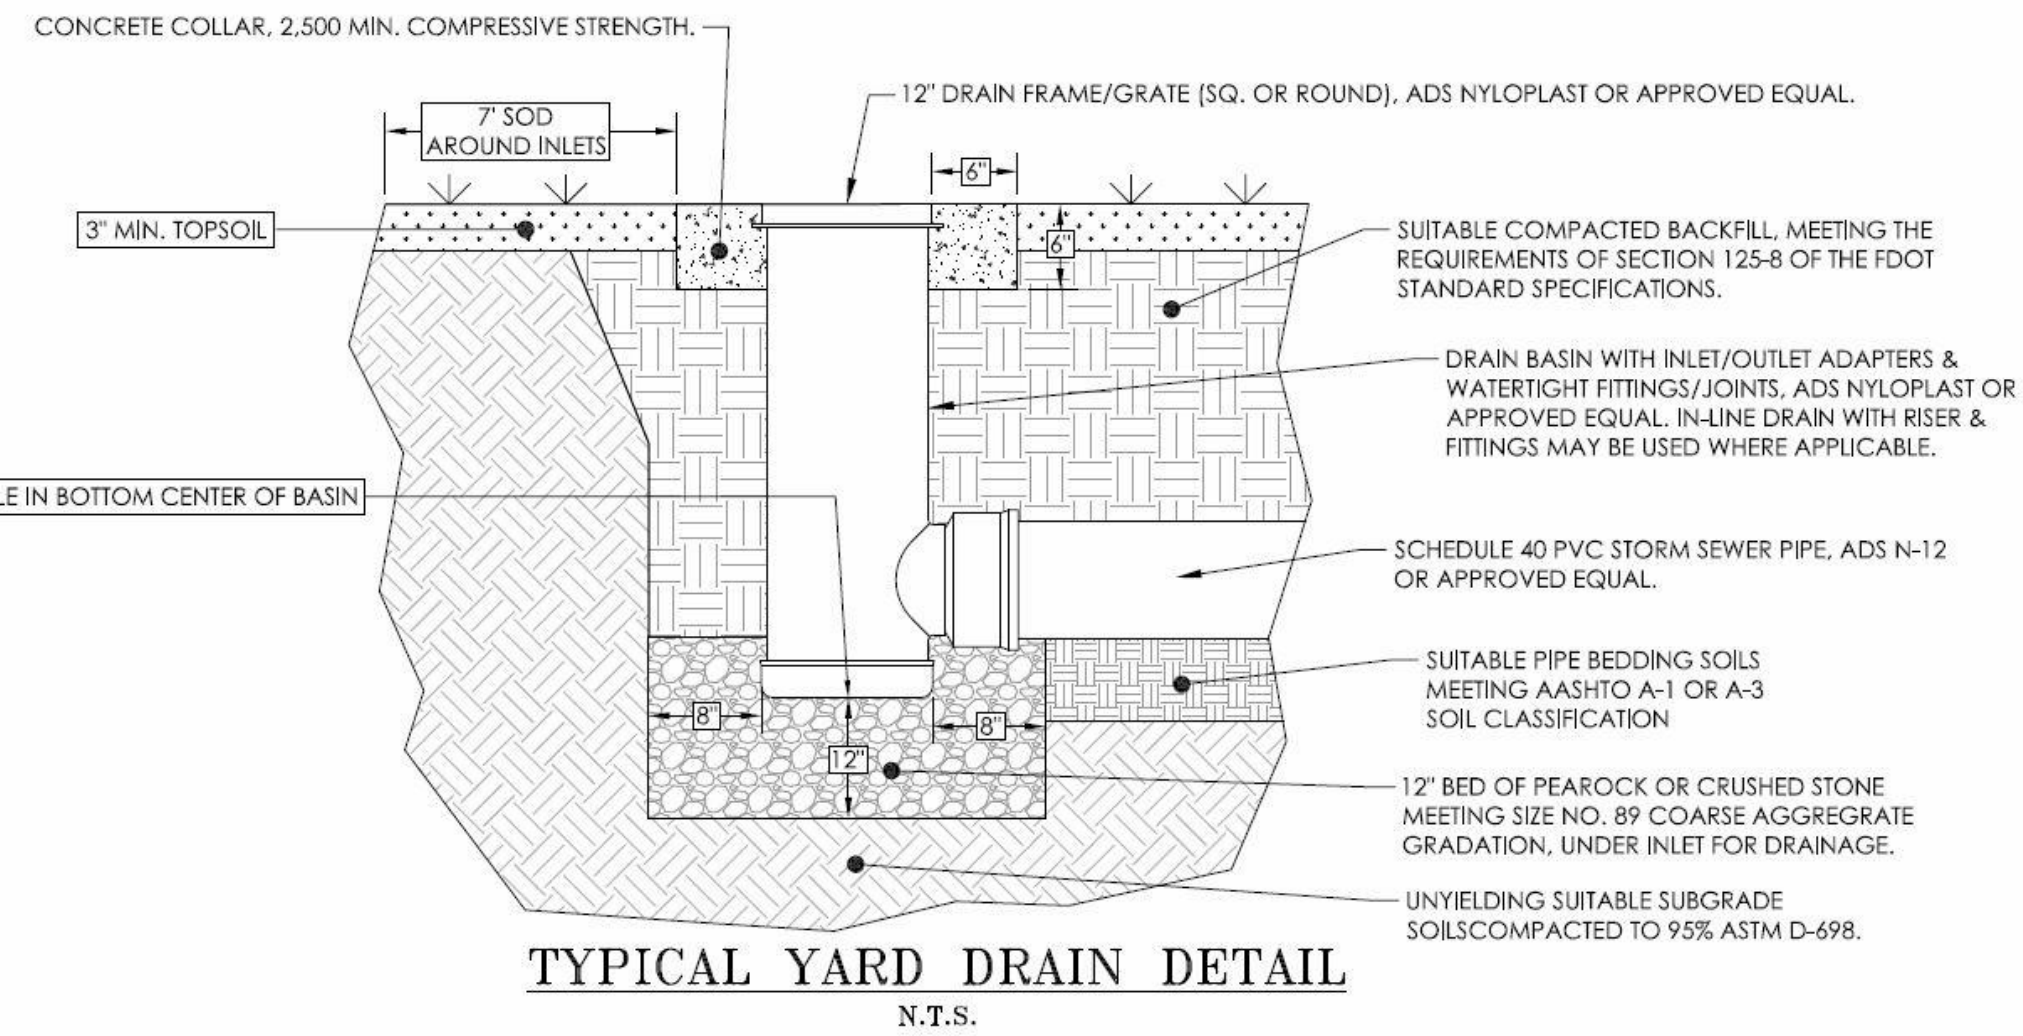 CONCRETE COLLAR, 2,500 MIN. COMPRESSIVE STRENGTH.
12" DRAIN FRAME/GRATE (SQ. OR ROUND), ADS NYLOPLAST OR APPROVED EQUAL.
7' SOD
AROUND INLETS
6"
3" MIN. TOPSOIL
6"
SUITABLE COMPACTED BACKFILL, MEETING THE
REQUIREMENTS OF SECTION 125-8 OF THE FDOT
STANDARD SPECIFICATIONS.
DRAIN BASIN WITH INLET/OUTLET ADAPTERS &
WATERTIGHT FITTINGS/JOINTS, ADS NYLOPLAST OR
APPROVED EQUAL. IN-LINE DRAIN WITH RISER &
FITTINGS MAY BE USED WHERE APPLICABLE.
IN BOTTOM CENTER OF BASIN
SCHEDULE 40 PVC STORM SEWER PIPE, ADS N-12
OR APPROVED EQUAL.
SUITABLE PIPE BEDDING SOILS
MEETING AASHTO A-1 OR A-3
SOIL CLASSIFICATION
8"
8"
12"
12" BED OF PEAROCK OR CRUSHED STONE
MEETING SIZE NO. 89 COARSE AGGREGRATE
GRADATION, UNDER INLET FOR DRAINAGE.
UNYIELDING SUITABLE SUBGRADE
SOILSCOMPACTED TO 95% ASTM D-698.
TYPICAL YARD DRAIN DETAIL
N.T.S.